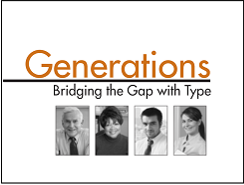 Generations
Bridging the Gap with Type